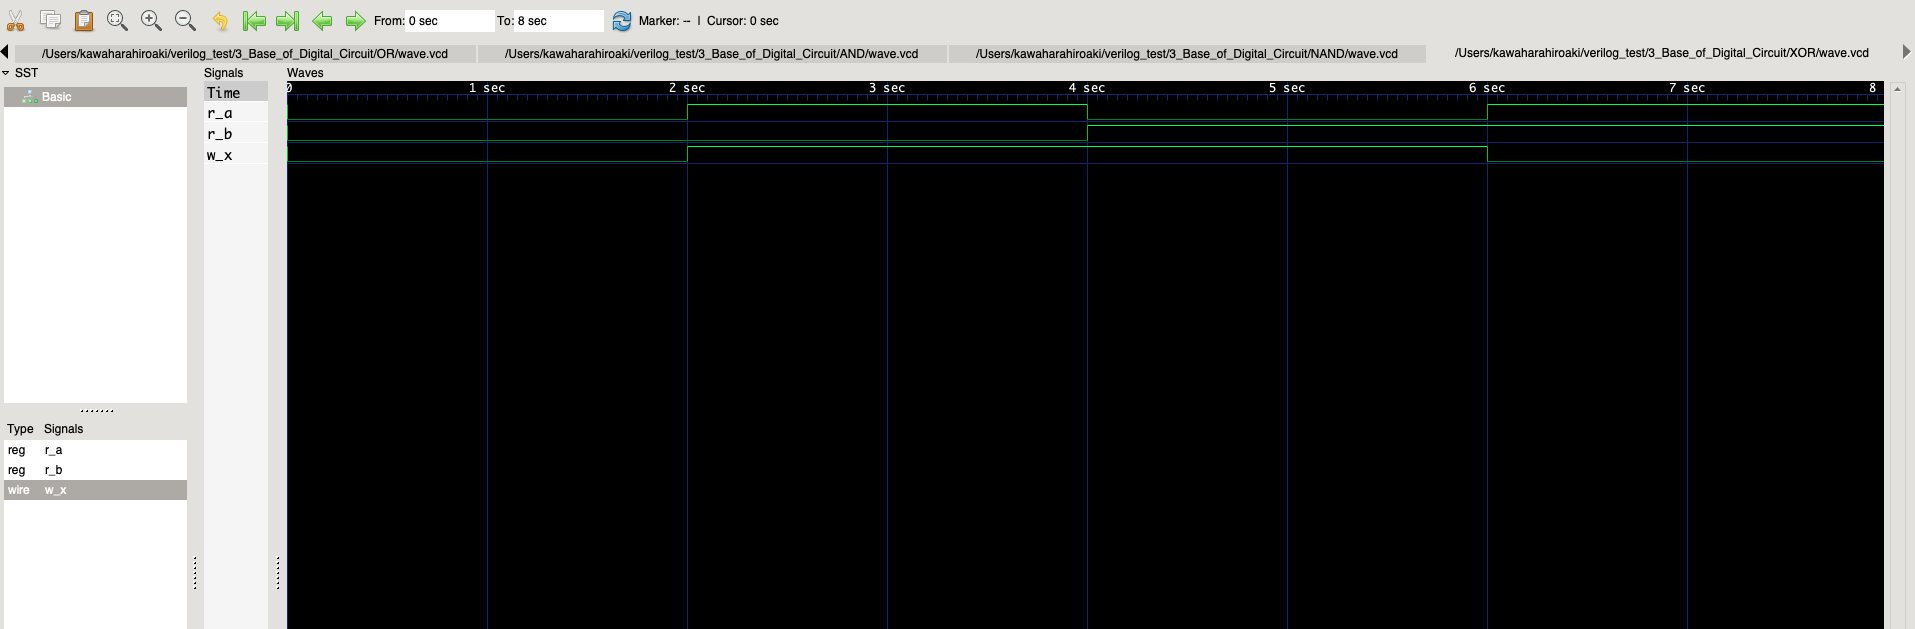 From: 0 sec To: 8 sec Marker: -- | Cursor: 0 sec
/Users/kawaharahiroaki/verilog_test/3_Base_of_Digital_Circuit/OR/wave.vcd /Users/kawaharahiroaki/verilog_test/3_Base_of_Digital_Circuit/AND/wave.vcd /Users/kawaharahiroaki/verilog_test/3_Base_of_Digital_Circuit/NAND/wave.vcd /Users/kawaharahiroaki/verilog_test/3_Base_of_Digital_Circuit/XOR/wave.vcd
SST
Basic
Type Signals
reg r_a
reg r_b
wire w_x
Signals
Time
r_a
r_b
w_x
Waves
0 1 sec 2 sec 3 sec 4 sec 5 sec 6 sec 7 sec 8